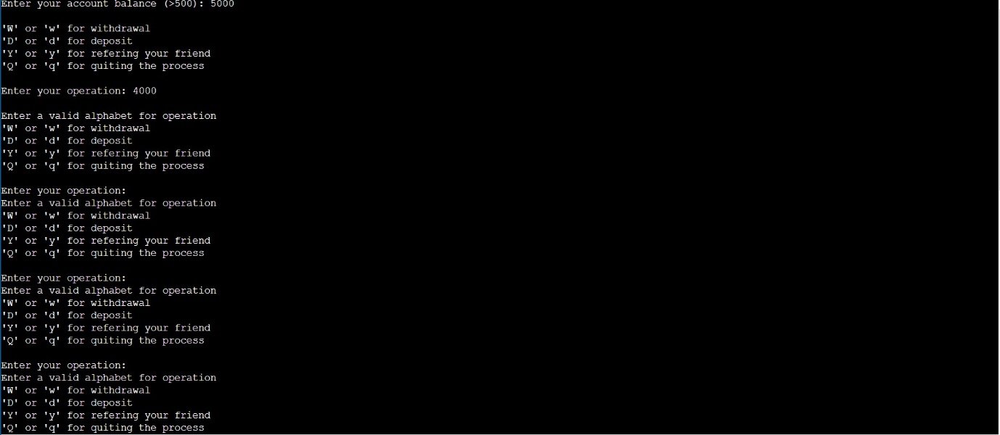 Enter your account balance (>500): 5000
'W' or 'w' for withdrawal
'D' or 'd' for deposit
'Y' or 'y' for refering your friend
'Q' or 'q' for quiting the process
Enter your operation: 4000
Enter a valid alphabet for operation
'W' or 'w' for withdrawal
'D' or 'd' for deposit
'Y' or 'y' for refering your friend
'Q' or 'q' for quiting the process
Enter your operation:
Enter a valid alphabet for operation
'W' or 'w' for withdrawal
'D' or 'd' for deposit
'Y' or 'y' for refering your friend
'Q' or 'q' for quiting the process
Enter your operation:
Enter a valid alphabet for operation
'W' or 'w' for withdrawal
'D' or 'd' for deposit
'Y' or 'y' for refering your friend
'Q' or 'q' for quiting the process
Enter your operation:
Enter a valid alphabet for operation
'W' or 'w' for withdrawal
'D' or 'd' for deposit
'Y' or 'y' for refering your friend
'Q' or 'q' for quiting the process